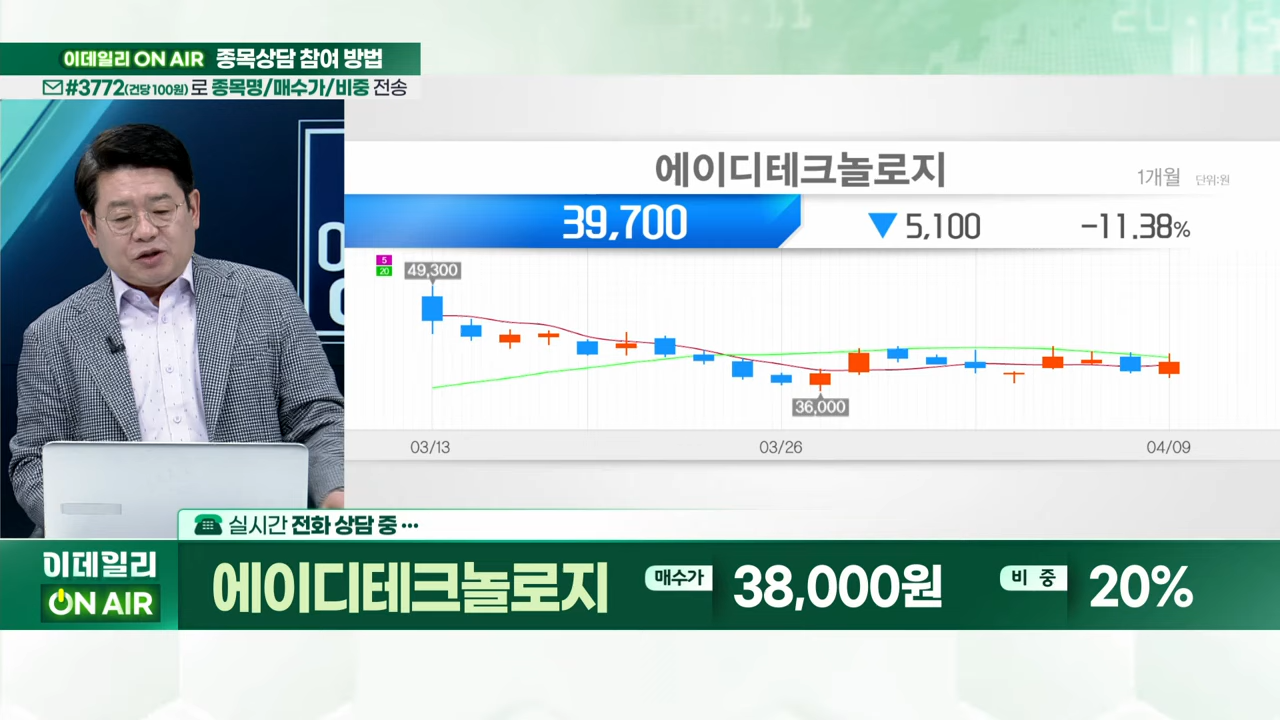 이데일리 ON AIR 종목상담 참여 방법
#3772(건당 100원)로 종목명/매수가/비중 전송
에이디테크놀로지
1개월 단위:원
39,700 ▼ 5,100 -11.38%
5
20
49,300
36,000
03/13 03/26 04/09
실시간 전화 상담 중 ···
이데일리
ON AIR
에이디테크놀로지 매수가 38,000원 비 중 20%